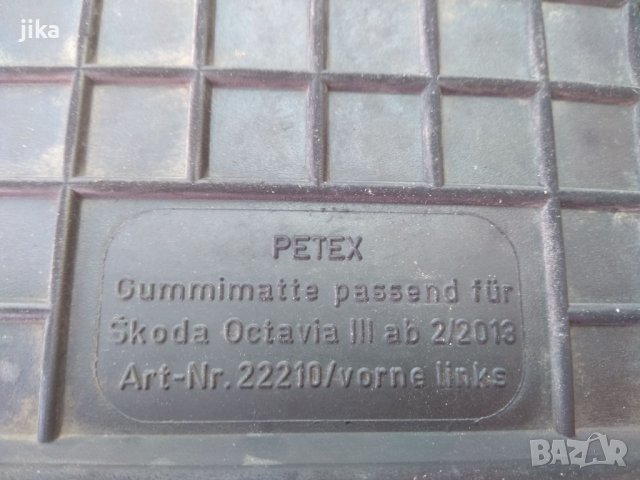 jika
PETEX
Gummimatte passend für
Škoda Octavia III ab 2/2013
Art-Nr. 22210/vorne links
BAZAR